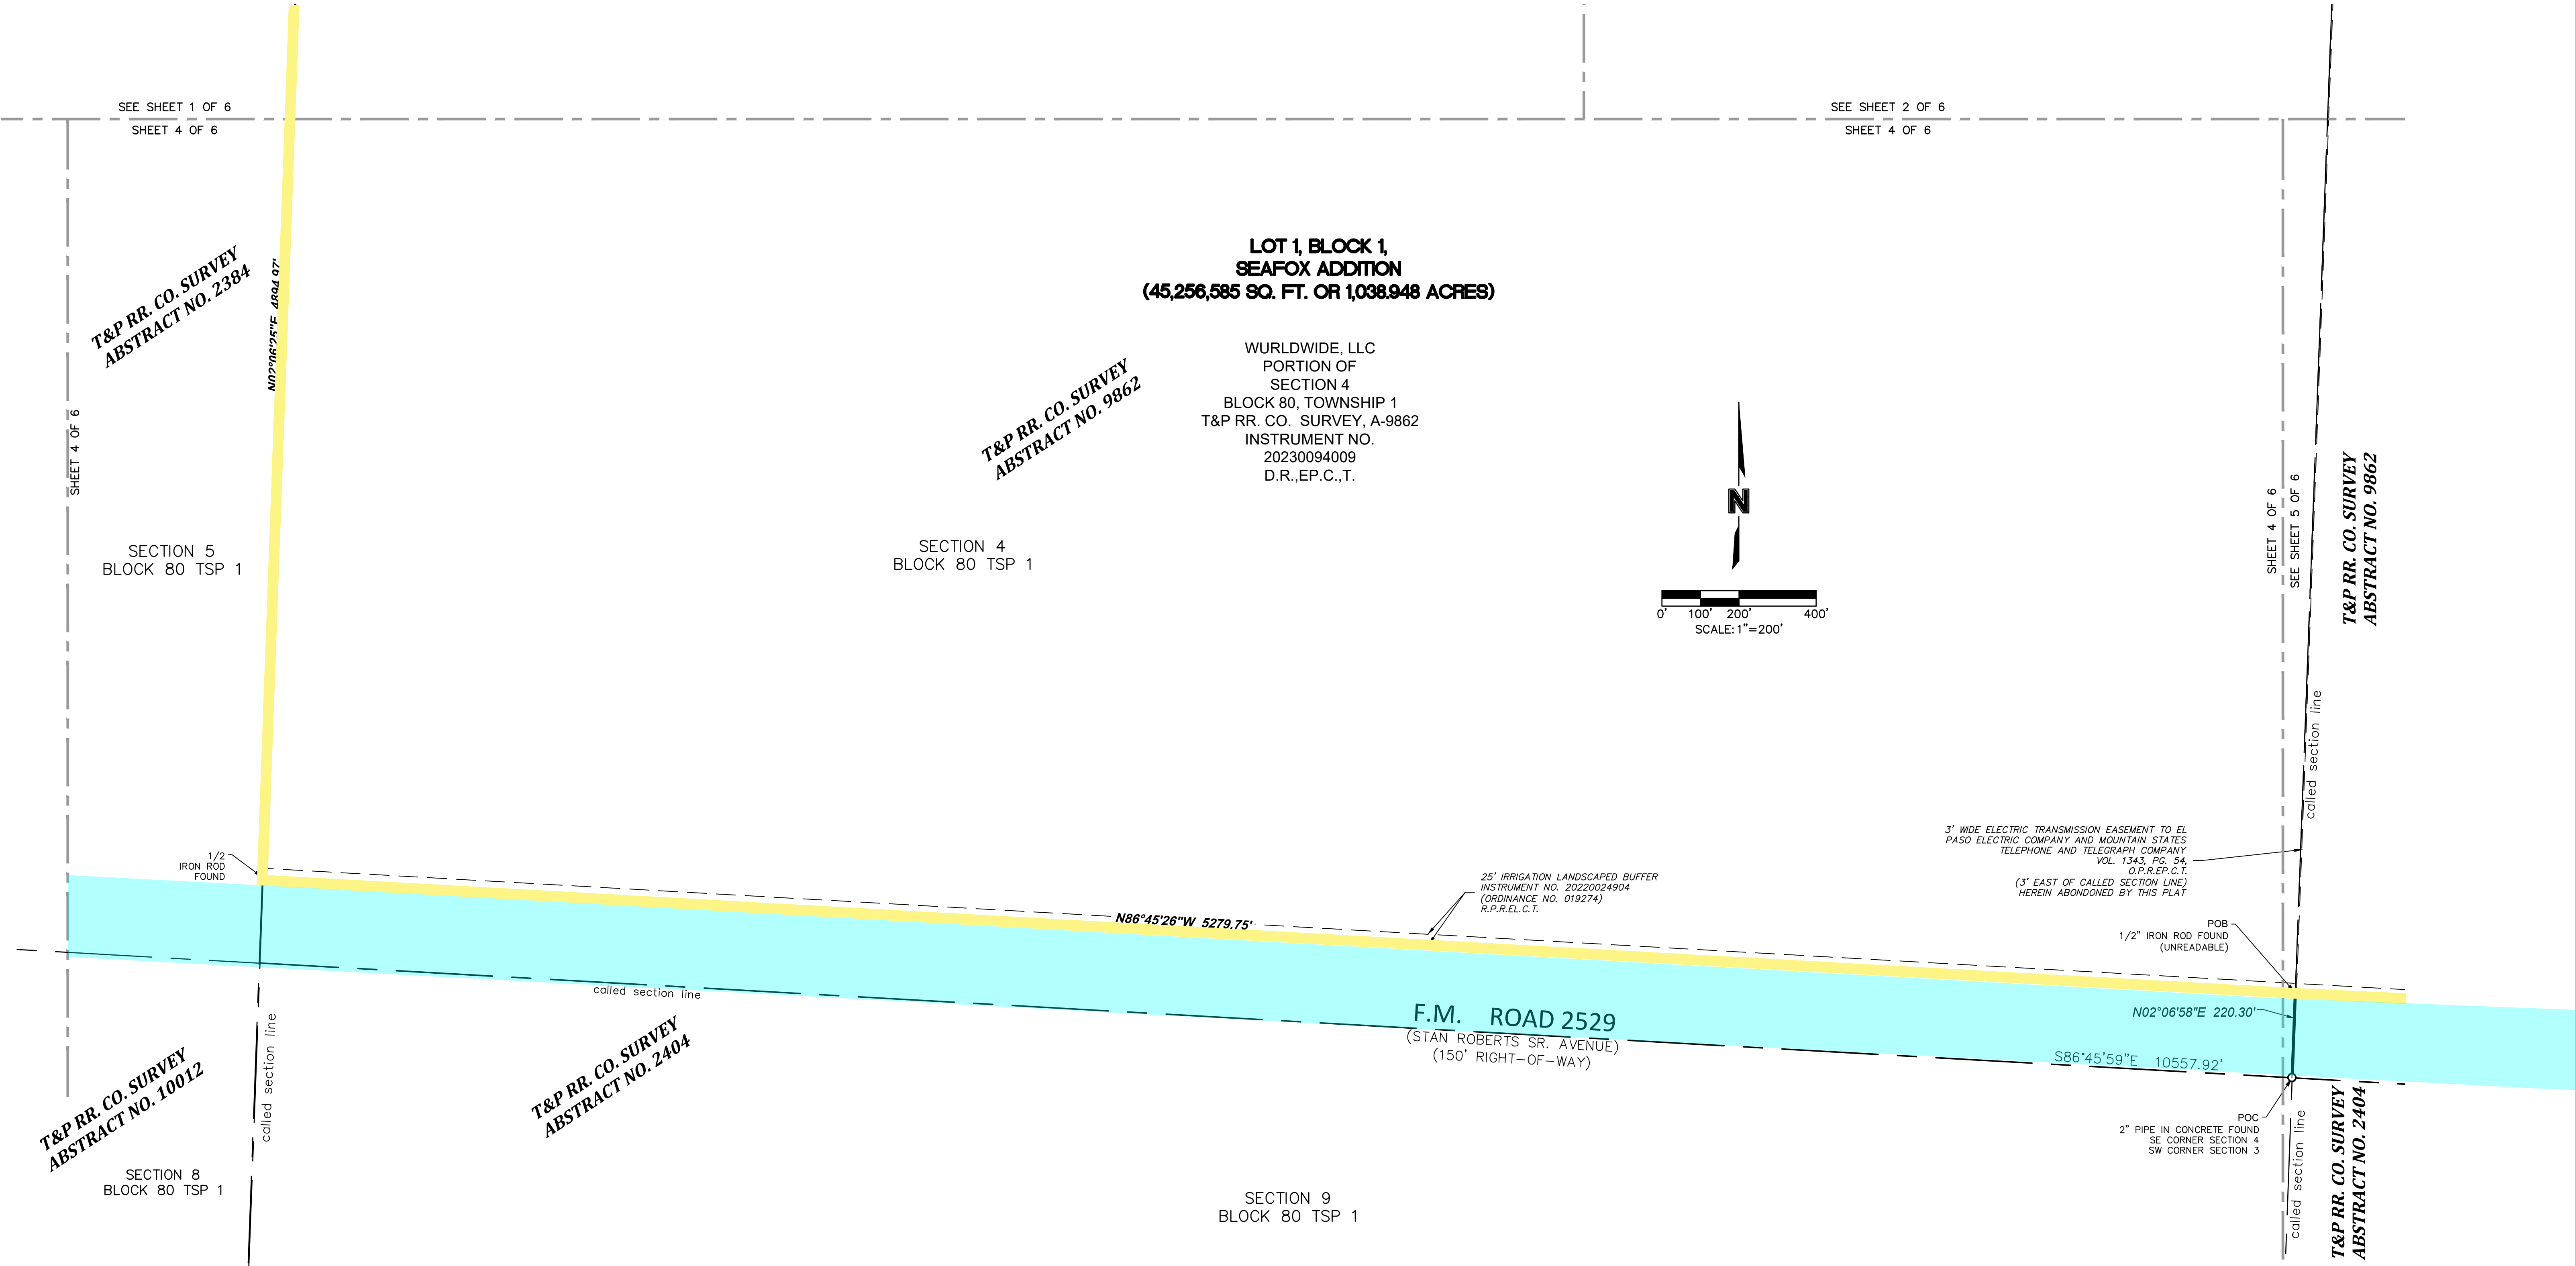 SEE SHEET 1 OF 6
SHEET 4 OF 6
SEE SHEET 2 OF 6
SHEET 4 OF 6
T&P RR. CO. SURVEY
ABSTRACT NO. 2384
N02°06'25"E 4894.97'
SHEET 4 OF 6
LOT 1, BLOCK 1,
SEAFOX ADDITION
(45,256,585 SQ. FT. OR 1,038.948 ACRES)
WURLDWIDE, LLC
PORTION OF
SECTION 4
BLOCK 80, TOWNSHIP 1
T&P RR. CO. SURVEY, A-9862
INSTRUMENT NO.
20230094009
D.R.,EP.C.,T.
T&P RR. CO. SURVEY
ABSTRACT NO. 9862
N
0' 100' 200' 400'
SCALE: 1"=200'
SECTION 5
BLOCK 80 TSP 1
SECTION 4
BLOCK 80 TSP 1
SHEET 4 OF 6
SEE SHEET 5 OF 6
T&P RR. CO. SURVEY
ABSTRACT NO. 9862
called section line
1/2
IRON ROD
FOUND
25' IRRIGATION LANDSCAPED BUFFER
INSTRUMENT NO. 20220024904
(ORDINANCE NO. 019274)
R.P.R.EL.C.T.
3' WIDE ELECTRIC TRANSMISSION EASEMENT TO EL
PASO ELECTRIC COMPANY AND MOUNTAIN STATES
TELEPHONE AND TELEGRAPH COMPANY
VOL. 1343, PG. 54,
O.P.R.EP.C.T.
(3' EAST OF CALLED SECTION LINE)
HEREIN ABONDONED BY THIS PLAT
N86°45'26"W 5279.75'
POB
1/2" IRON ROD FOUND
(UNREADABLE)
called section line
F.M. ROAD 2529
(STAN ROBERTS SR. AVENUE)
(150' RIGHT-OF-WAY)
N02°06'58"E 220.30'
S86°45'59"E 10557.92'
called section line
T&P RR. CO. SURVEY
ABSTRACT NO. 10012
T&P RR. CO. SURVEY
ABSTRACT NO. 2404
POC
2" PIPE IN CONCRETE FOUND
SE CORNER SECTION 4
SW CORNER SECTION 3
called section line
T&P RR. CO. SURVEY
ABSTRACT NO. 2404
SECTION 8
BLOCK 80 TSP 1
SECTION 9
BLOCK 80 TSP 1